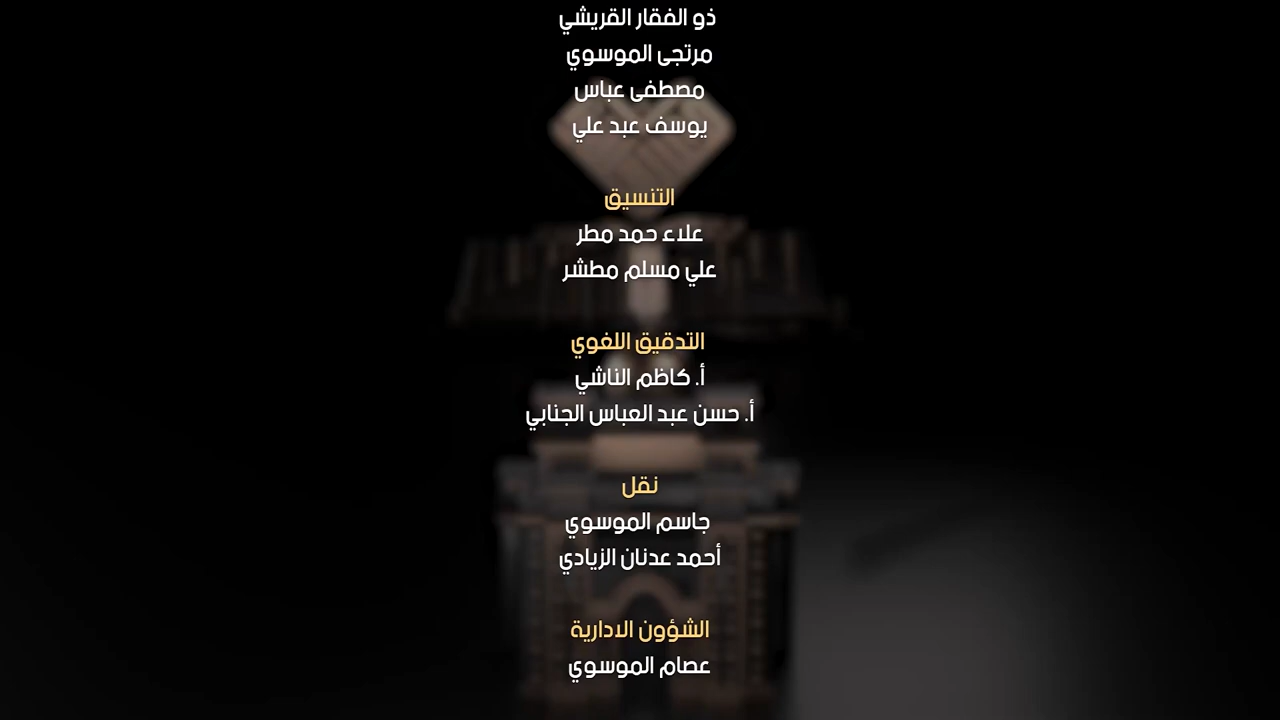 ذو الفقار القريشي
مرتجى الموسوي
مصطفى عباس
يوسف عبد علي
التنسيق
علاء حمد مطر
علي مسلم مطشر
التدقيق اللغوي
أ. كاظم الناشي
أ. حسن عبد العباس الجنابي
نقل
جاسم الموسوي
أحمد عدنان الزيادي
الشؤون الادارية
عصام الموسوي